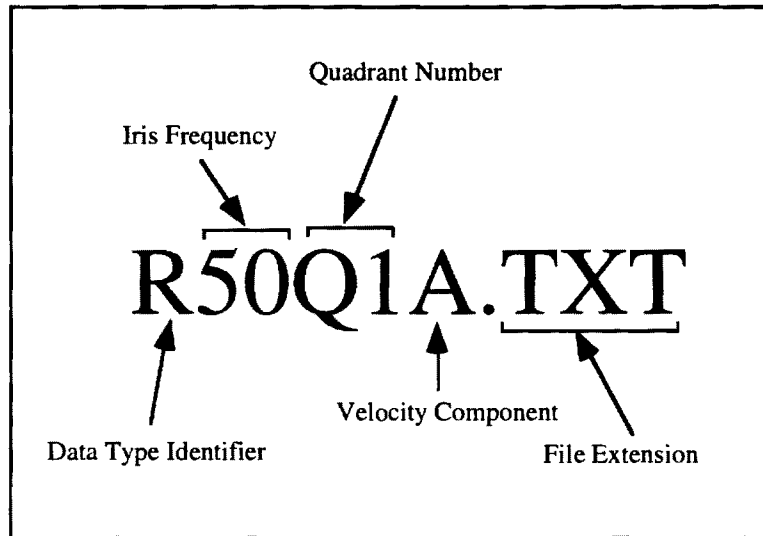 Quadrant Number
Iris Frequency
R50Q1A.TXT
Velocity Component
Data Type Identifier
File Extension